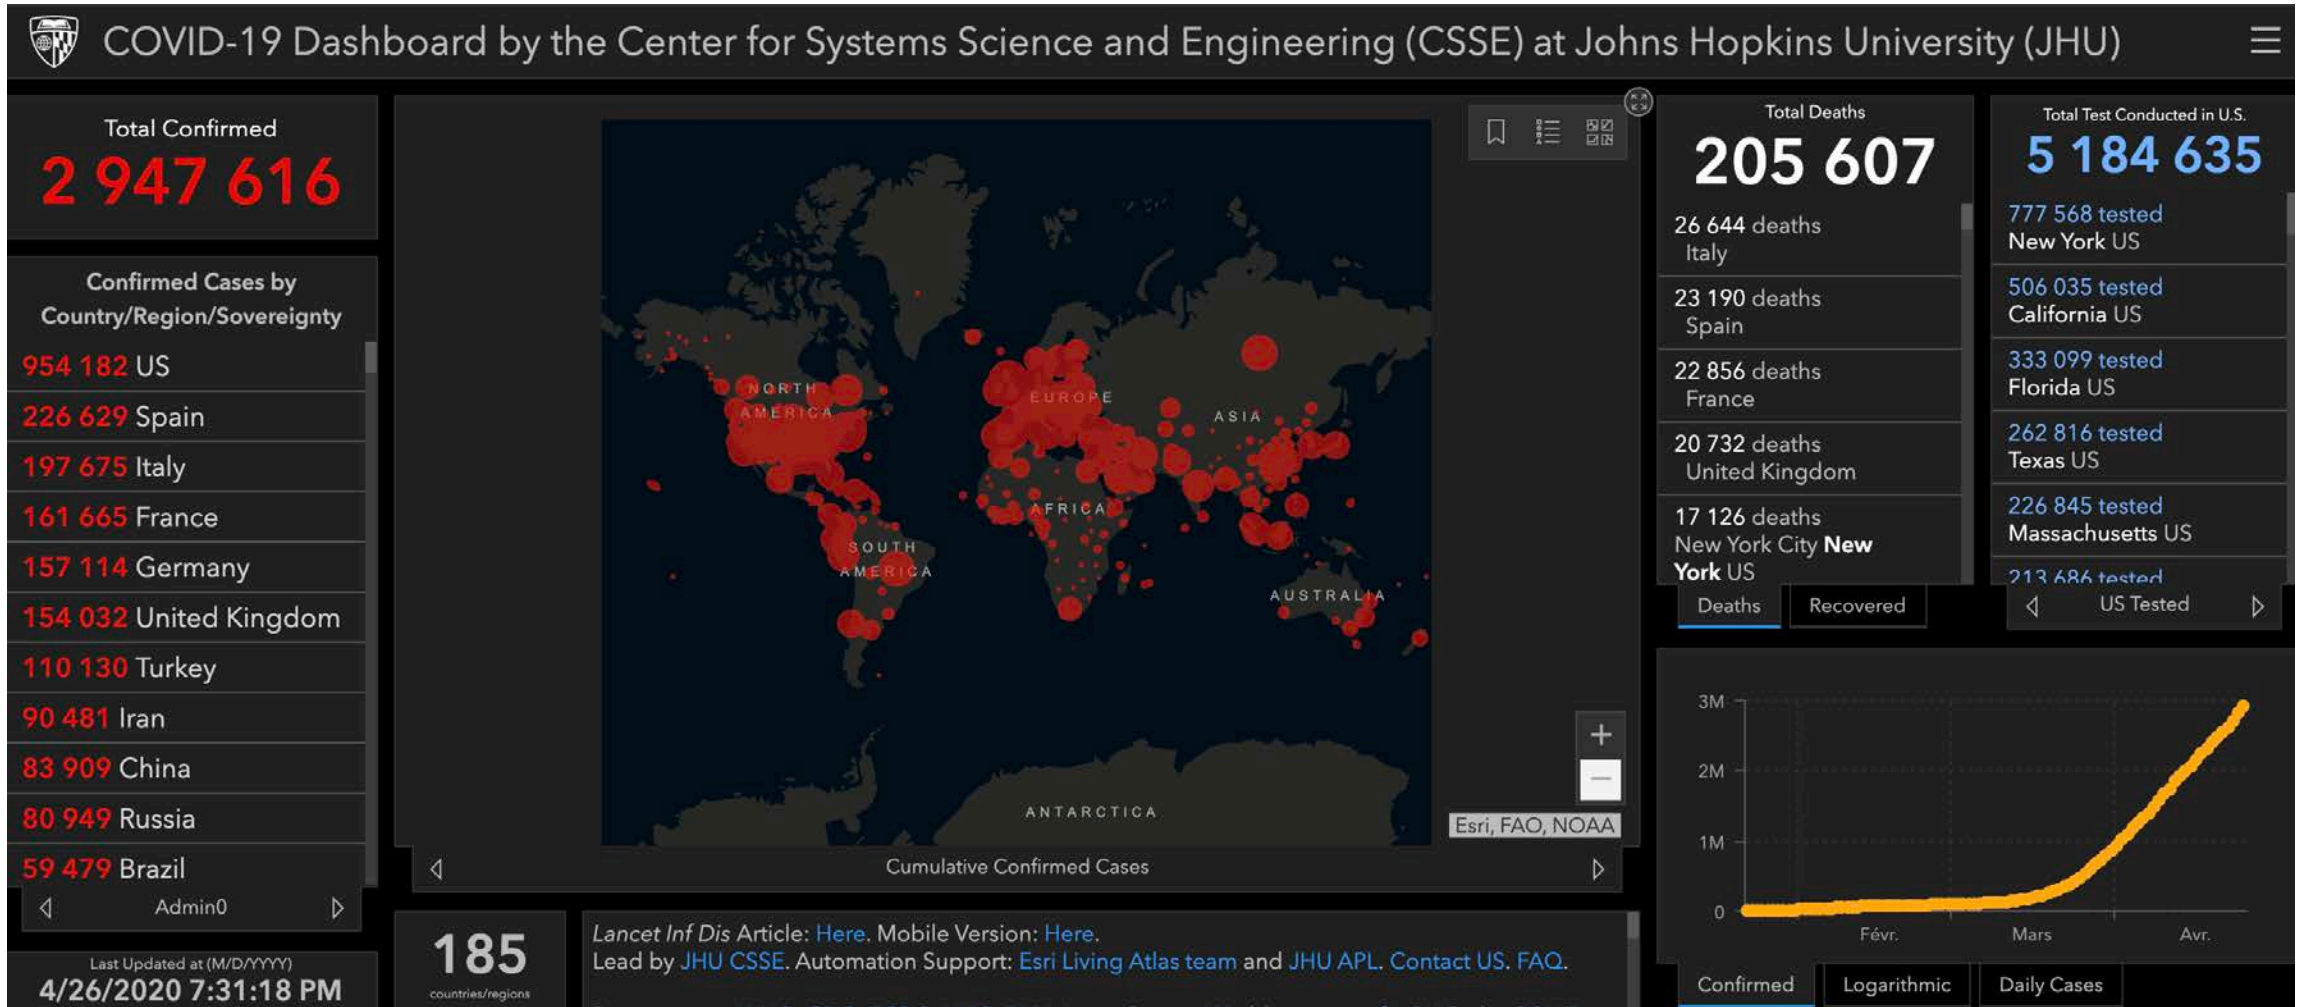 COVID-19 Dashboard by the Center for Systems Science and Engineering (CSSE) at Johns Hopkins University (JHU)
Total Confirmed
2 947 616
Confirmed Cases by
Country/Region/Sovereignty
954 182 US
226 629 Spain
197 675 Italy
161 665 France
157 114 Germany
154 032 United Kingdom
110 130 Turkey
90 481 Iran
83 909 China
80 949 Russia
59 479 Brazil
Admin0
Last Updated at (M/D/YYYY)
4/26/2020 7:31:18 PM
NORTH
AMERICA
EUROPE
ASIA
AFRICA
SOUTH
AMERICA
AUSTRALIA
ANTARCTICA
Esri, FAO, NOAA
Cumulative Confirmed Cases
185
countries/regions
Lancet Inf Dis Article: Here. Mobile Version: Here.
Lead by JHU CSSE. Automation Support: Esri Living Atlas team and JHU APL. Contact US. FAQ.
Total Deaths
205 607
26 644 deaths
Italy
23 190 deaths
Spain
22 856 deaths
France
20 732 deaths
United Kingdom
17 126 deaths
New York City New
York US
Deaths
Recovered
Total Test Conducted in U.S.
5 184 635
777 568 tested
New York US
506 035 tested
California US
333 099 tested
Florida US
262 816 tested
Texas US
226 845 tested
Massachusetts US
213 686 tested
US Tested
3M
2M
1M
0
Févr.
Mars
Avr.
Confirmed
Logarithmic
Daily Cases